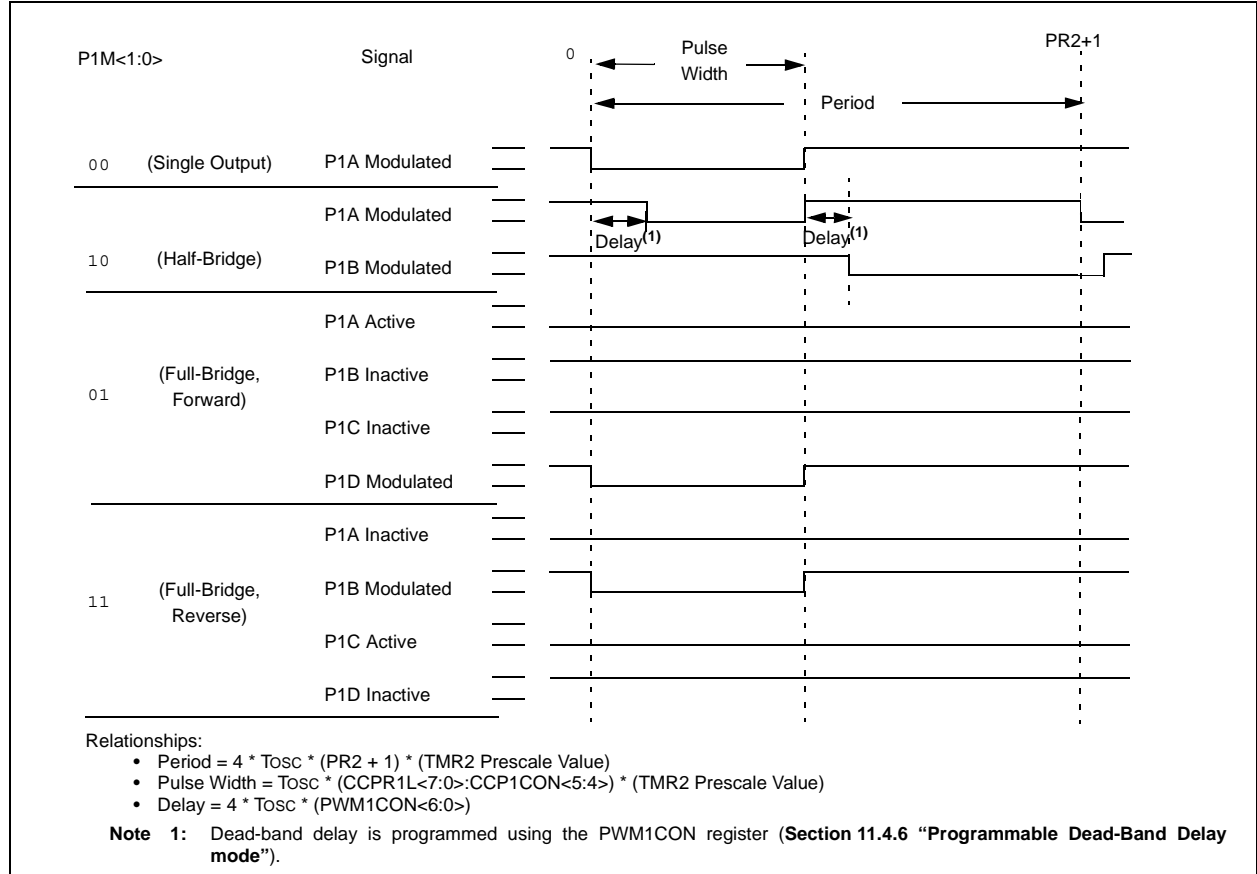 P1M<1:0> Signal 0 Pulse Width PR2+1
Period
00 (Single Output) P1A Modulated
P1A Modulated
Delay(1) Delay(1)
10 (Half-Bridge) P1B Modulated
P1A Active
01 (Full-Bridge, Forward) P1B Inactive
P1C Inactive
P1D Modulated
P1A Inactive
11 (Full-Bridge, Reverse) P1B Modulated
P1C Active
P1D Inactive
Relationships:
• Period = 4 * TOSC * (PR2 + 1) * (TMR2 Prescale Value)
• Pulse Width = TOSC * (CCPR1L<7:0>:CCP1CON<5:4>) * (TMR2 Prescale Value)
• Delay = 4 * TOSC * (PWM1CON<6:0>)
Note 1: Dead-band delay is programmed using the PWM1CON register (Section 11.4.6 “Programmable Dead-Band Delay
mode”).